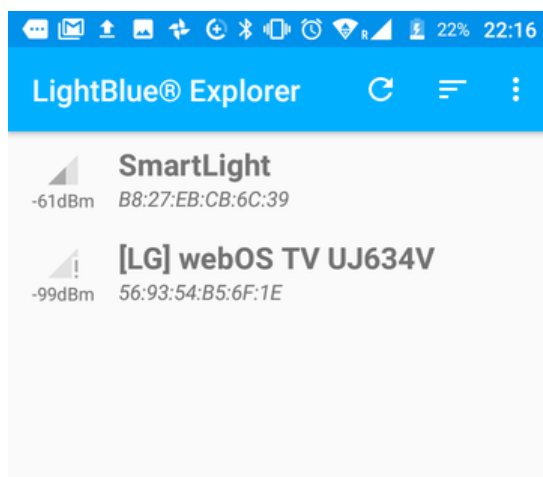 R 22% 22:16
LightBlue® Explorer
SmartLight
-61dBm B8:27:EB:CB:6C:39
[LG] webOS TV UJ634V
-99dBm 56:93:54:B5:6F:1E